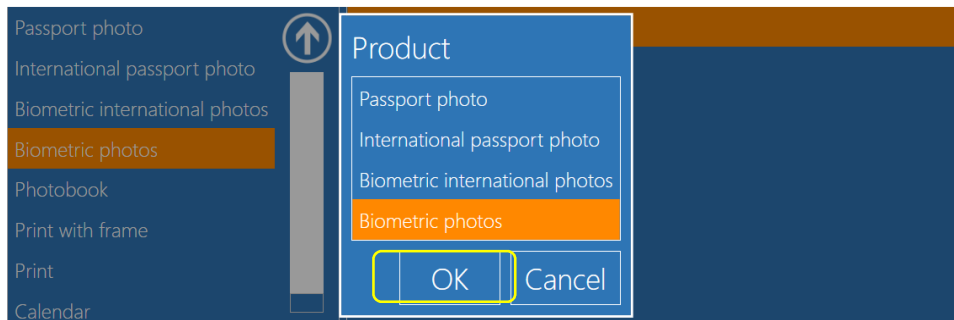 Passport photo
International passport photo
Biometric international photos
Biometric photos
Photobook
Print with frame
Print
Calendar
Product
Passport photo
International passport photo
Biometric international photos
Biometric photos
OK
Cancel